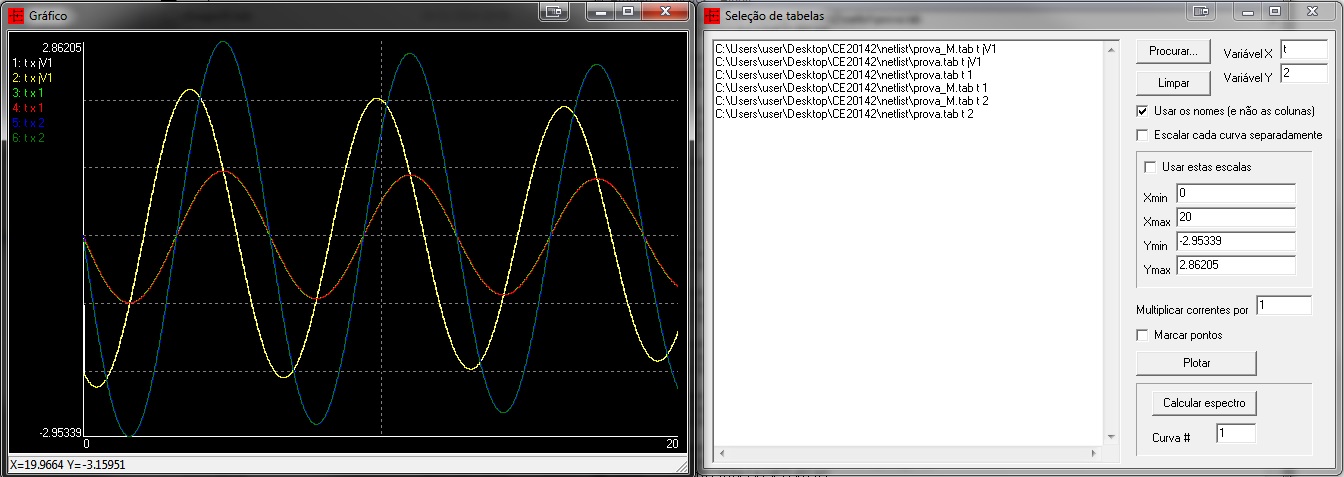 Gráfico
2.86205
1: t x jV1
2: t x jV1
3: t x 1
4: t x 1
5: t x 2
6: t x 2
-2.95339
0
20
X=19.9664 Y= -3.15951
Seleção de tabelas
C:\Users\user\Desktop\CE20142\netlist\prova_M.tab t jV1
C:\Users\user\Desktop\CE20142\netlist\prova.tab t jV1
C:\Users\user\Desktop\CE20142\netlist\prova.tab t 1
C:\Users\user\Desktop\CE20142\netlist\prova_M.tab t 1
C:\Users\user\Desktop\CE20142\netlist\prova_M.tab t 2
C:\Users\user\Desktop\CE20142\netlist\prova.tab t 2
Procurar...
Variável X t
Limpar
Variável Y 2
Usar os nomes (e não as colunas)
Escalar cada curva separadamente
Usar estas escalas
Xmin 0
Xmax 20
Ymin -2.95339
Ymax 2.86205
Multiplicar correntes por 1
Marcar pontos
Plotar
Calcular espectro
Curva # 1